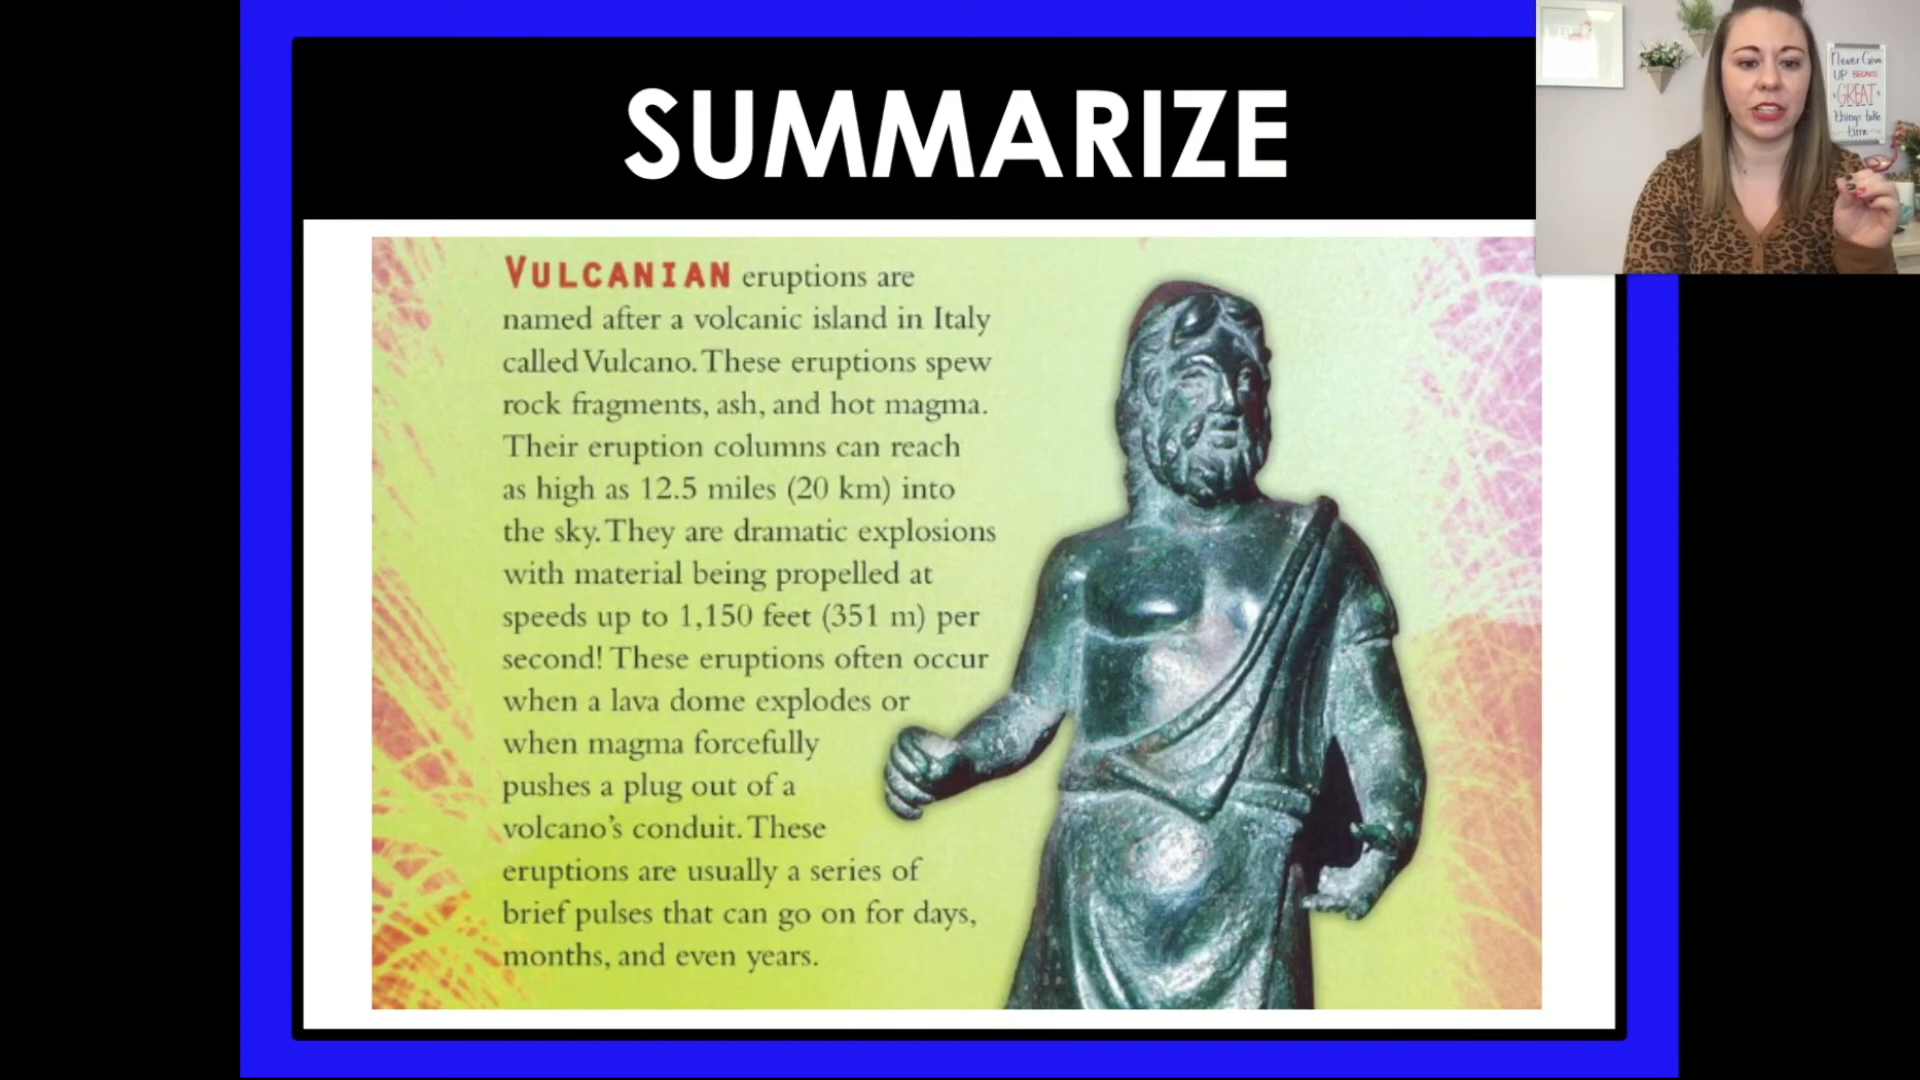 SUMMARIZE
Never Give
UP BECAUSE
GREAT
things take
time
VULCANIAN eruptions are
named after a volcanic island in Italy
called Vulcano. These eruptions spew
rock fragments, ash, and hot magma.
Their eruption columns can reach
as high as 12.5 miles (20 km) into
the sky. They are dramatic explosions
with material being propelled at
speeds up to 1,150 feet (351 m) per
second! These eruptions often occur
when a lava dome explodes or
when magma forcefully
pushes a plug out of a
volcano's conduit. These
eruptions are usually a series of
brief pulses that can go on for days,
months, and even years.